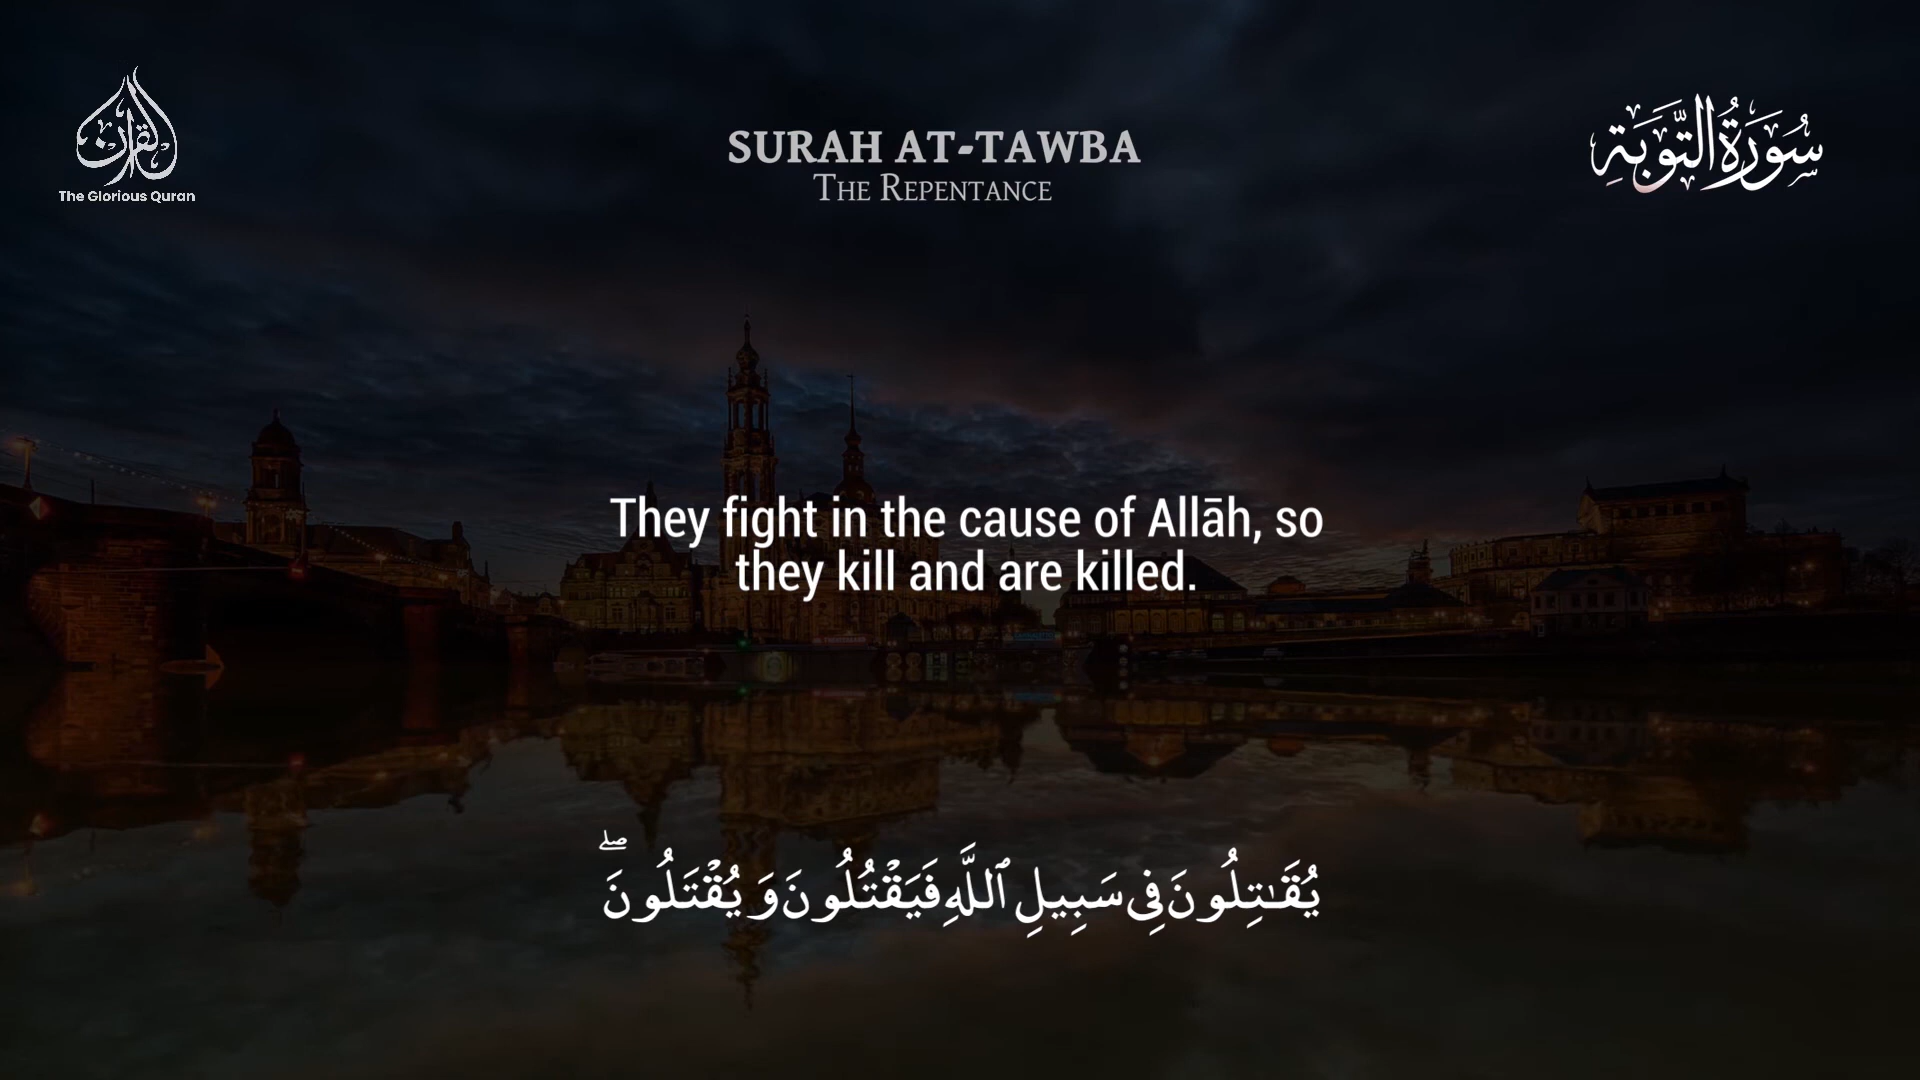 القرآن
The Glorious Quran
SURAH AT-TAWBA
THE REPENTANCE
سُورَةُ التَّوْبَةِ
They fight in the cause of Allāh, so
they kill and are killed.
يُقَـٰتِلُونَ فِى سَبِيلِ ٱللَّهِ فَيَقْتُلُونَ وَيُقْتَلُونَ ۖ